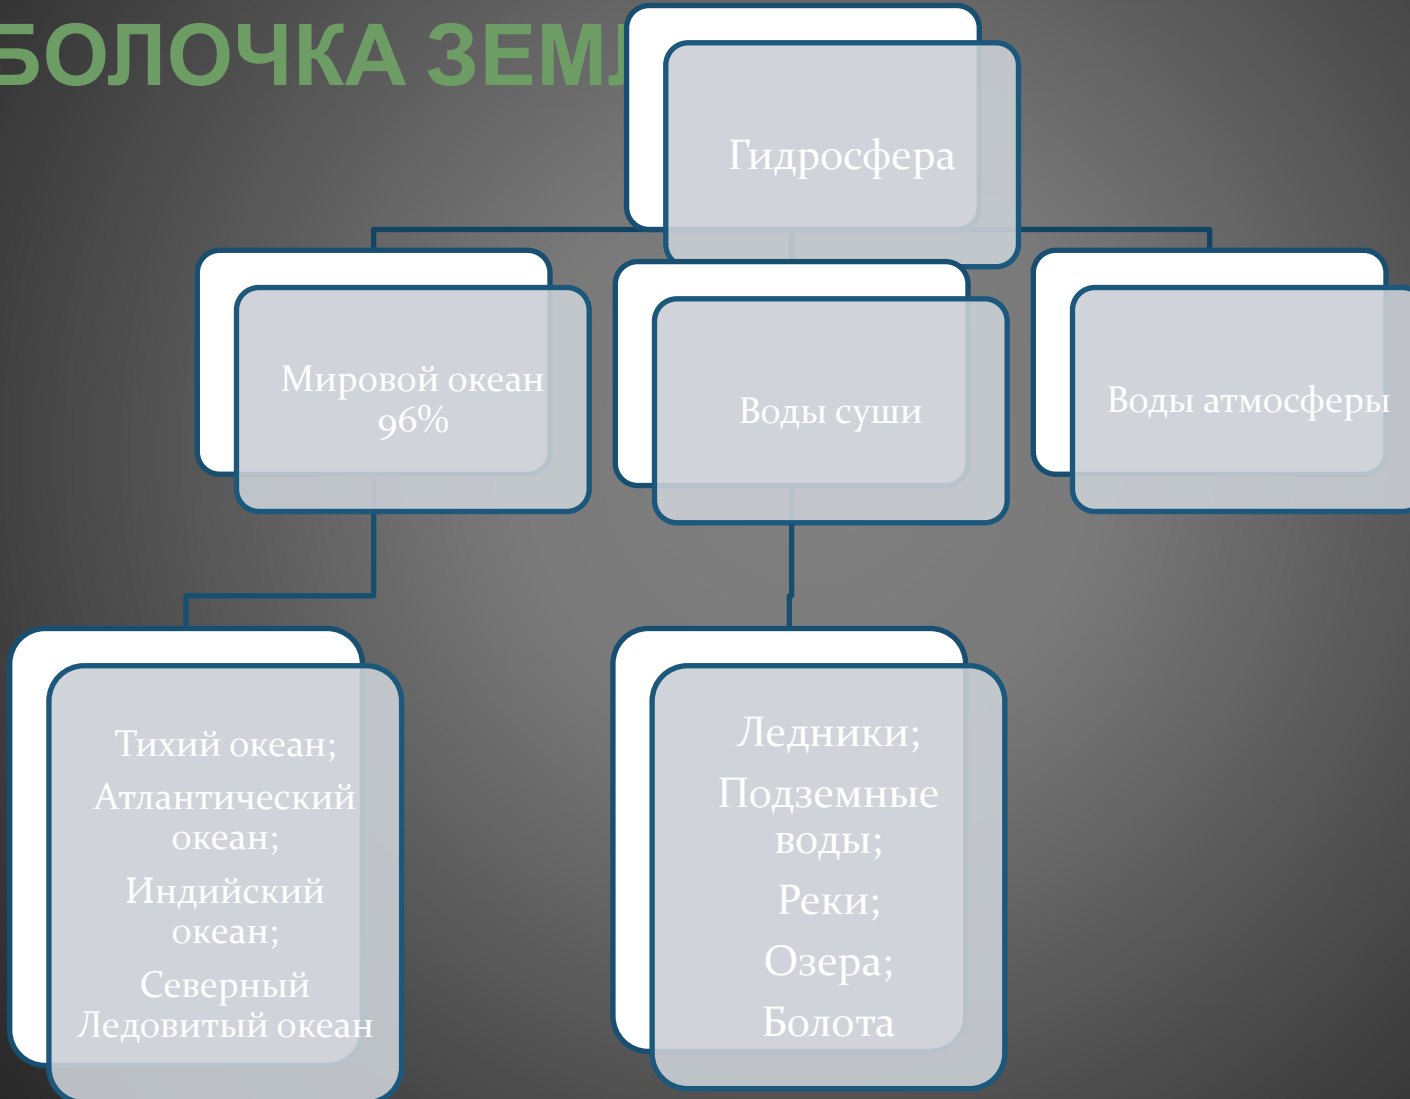 БОЛОЧКА ЗЕМЛ
Гидросфера
Мировой океан
96%
Воды суши
Воды атмосферы
Тихий океан;
Атлантический
океан;
Индийский
океан;
Северный
Ледовитый океан
Ледники;
Подземные
воды;
Реки;
Озера;
Болота